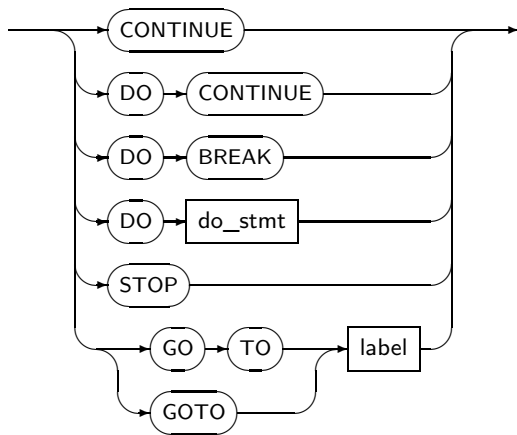 CONTINUE
DO CONTINUE
DO BREAK
DO do_stmt
STOP
GO TO label
GOTO